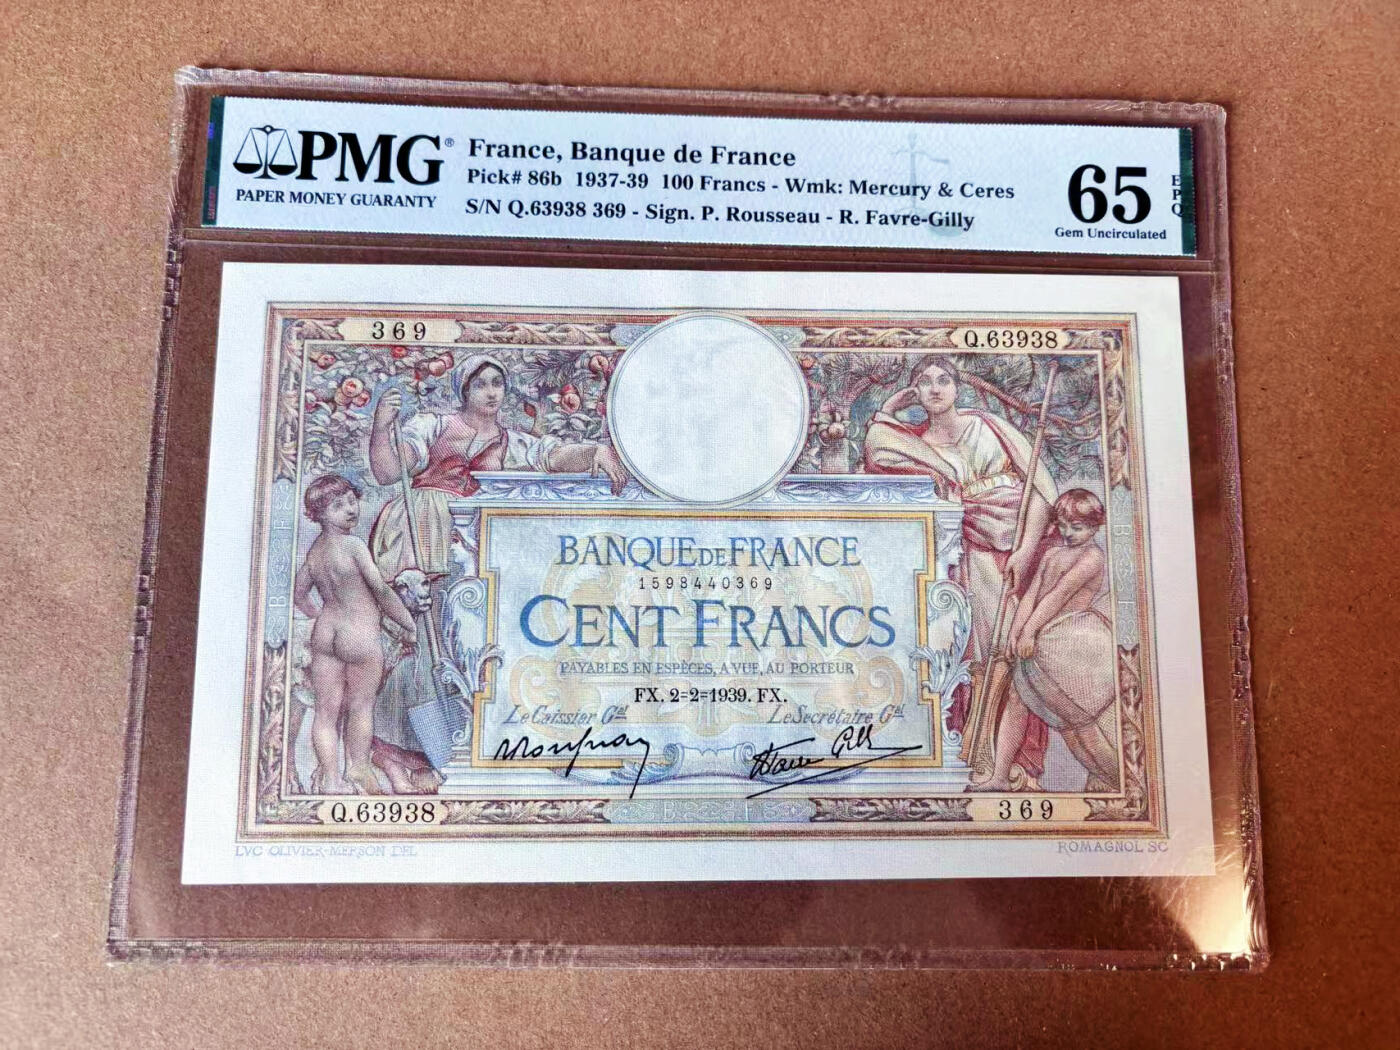 PMG®
PAPER MONEY GUARANTY
France, Banque de France
Pick# 86b 1937-39 100 Francs - Wmk: Mercury & Ceres
S/N Q.63938 369 - Sign. P. Rousseau - R. Favre-Gilly
65
EPQ
Gem Uncirculated
369
Q.63938
BANQUE DE FRANCE
1598440369
CENT FRANCS
PAYABLES EN ESPÈCES, A VUE, AU PORTEUR
FX. 2=2=1939. FX.
Le Caissier Gal
Le Secrétaire Gal
Q.63938
369
LVC OLIVIER-MERSON DEL
ROMAGNOL SC